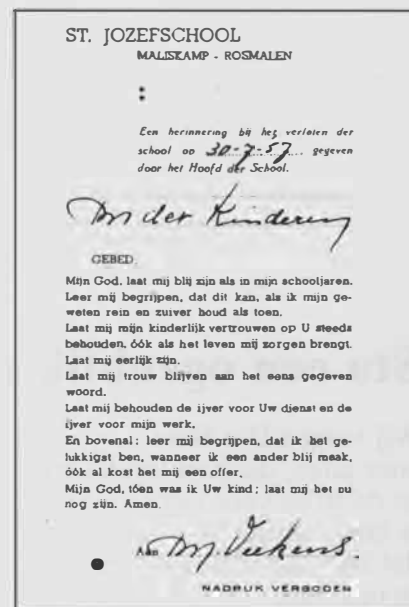 ST. JOZEFSCHOOL
MALISKAMP - ROSMALEN
Een herinnering bij het verlaten der
school op 30-7-57 gegeven
door het Hoofd der School.
der Kinderen
GEBED.
Mijn God, laat mij blij zijn als in mijn schooljaren.
Leer mij begrijpen, dat dit kan, als ik mijn ge-
weten rein en zuiver houd als toen.
Laat mij mijn kinderlijk vertrouwen op U steeds
behouden, óók als het leven mij zorgen brengt.
Laat mij eerlijk zijn.
Laat mij trouw blijven aan het eens gegeven
woord.
Laat mij behouden de ijver voor Uw dienst en de
ijver voor mijn werk.
En bovenal: leer mij begrijpen, dat ik het ge-
lukkigst ben, wanneer ik een ander blij maak,
óók al kost het mij een offer.
Mijn God, tóen was ik Uw kind; laat mij het nu
nog zijn. Amen.
Aan
NADRUK VERBODEN